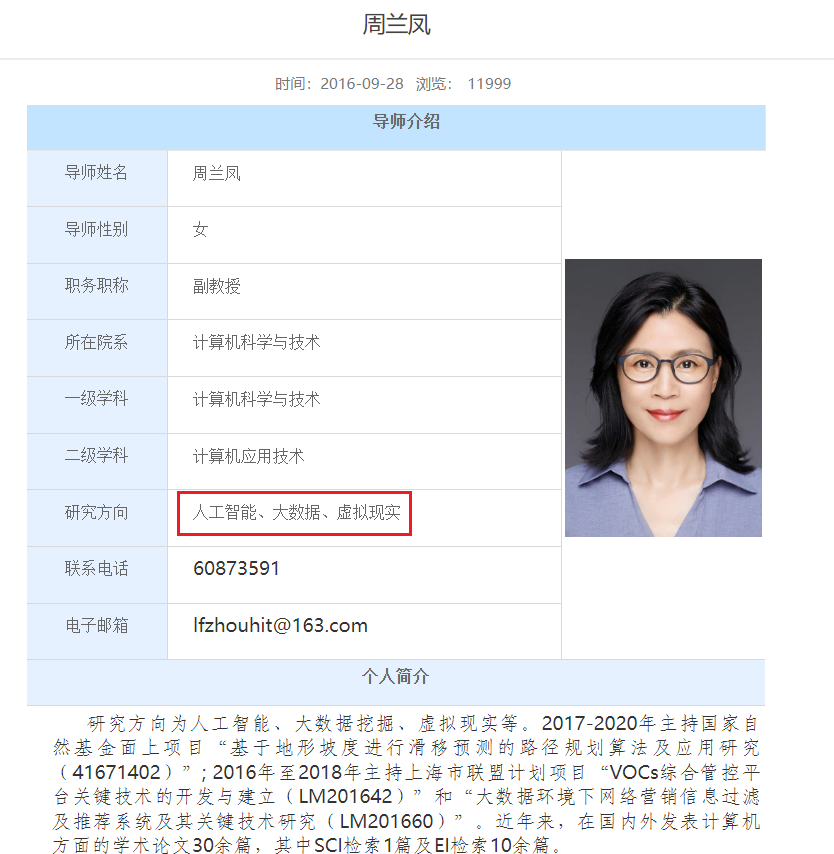 周兰凤
时间：2016-09-28 浏览： 11999
导师介绍
导师姓名 周兰凤
导师性别 女
职务职称 副教授
所在院系 计算机科学与技术
一级学科 计算机科学与技术
二级学科 计算机应用技术
研究方向 人工智能、大数据、虚拟现实
联系电话 60873591
电子邮箱 lfzhouhit@163.com
个人简介
研究方向为人工智能、大数据挖掘、虚拟现实等。2017-2020年主持国家自
然基金面上项目“基于地形坡度进行滑移预测的路径规划算法及应用研究
（41671402）”; 2016年至2018年主持上海市联盟计划项目“VOCs综合管控平
台关键技术的开发与建立（LM201642）”和“大数据环境下网络营销信息过滤
及推荐系统及其关键技术研究（LM201660）”。近年来，在国内外发表计算机
方面的学术论文30余篇，其中SCI检索1篇及EI检索10余篇。